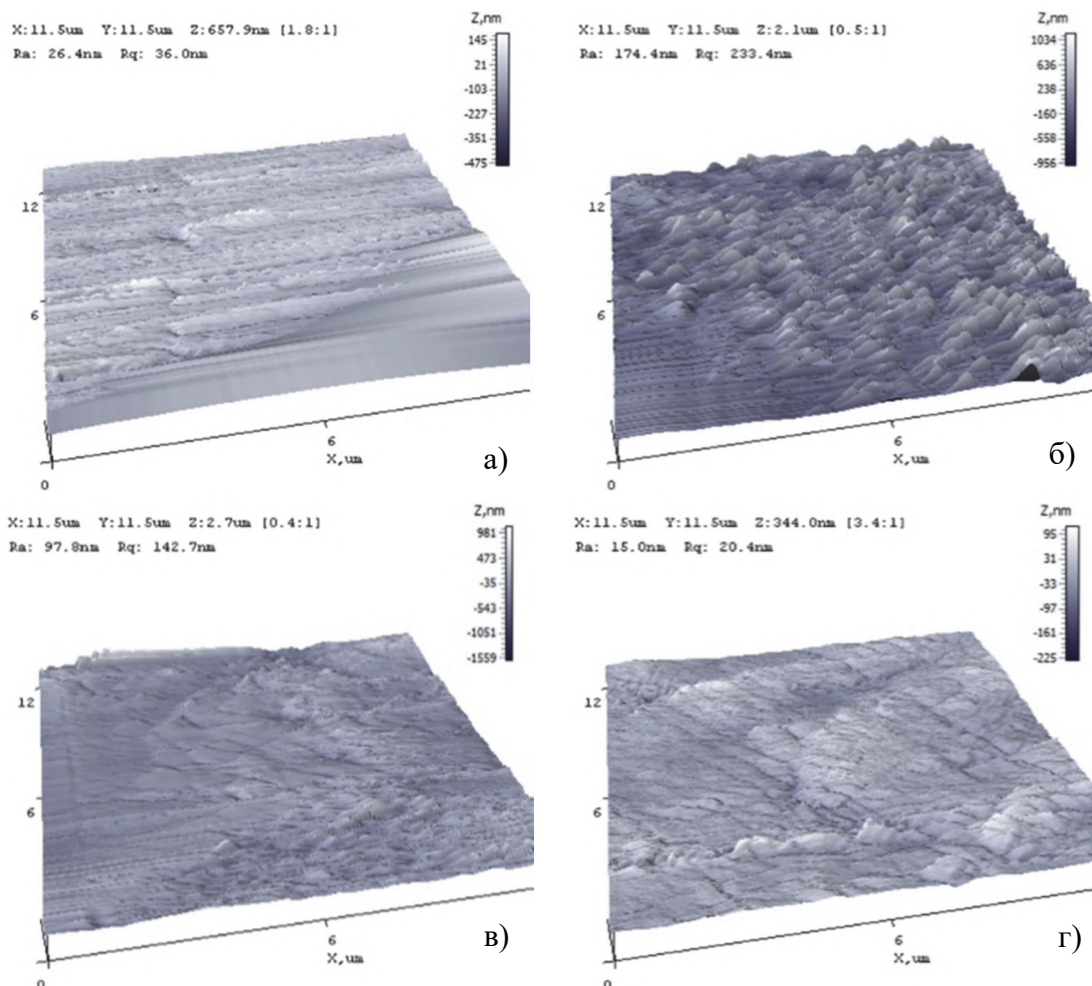 X:11.5um Y:11.5um Z:657.9nm [1.8:1]
Ra: 26.4nm Rq: 36.0nm
Z,nm
145
21
-103
-227
-351
-475
12
6
0
6
X,um
а)
X:11.5um Y:11.5um Z:2.1um [0.5:1]
Ra: 174.4nm Rq: 233.4nm
Z,nm
1034
636
238
-160
-558
-956
12
6
0
6
X,um
б)
X:11.5um Y:11.5um Z:2.7um [0.4:1]
Ra: 97.8nm Rq: 142.7nm
Z,nm
981
473
-35
-543
-1051
-1559
12
6
0
6
X,um
в)
X:11.5um Y:11.5um Z:344.0nm [3.4:1]
Ra: 15.0nm Rq: 20.4nm
Z,nm
95
31
-33
-97
-161
-225
12
6
0
6
X,um
г)